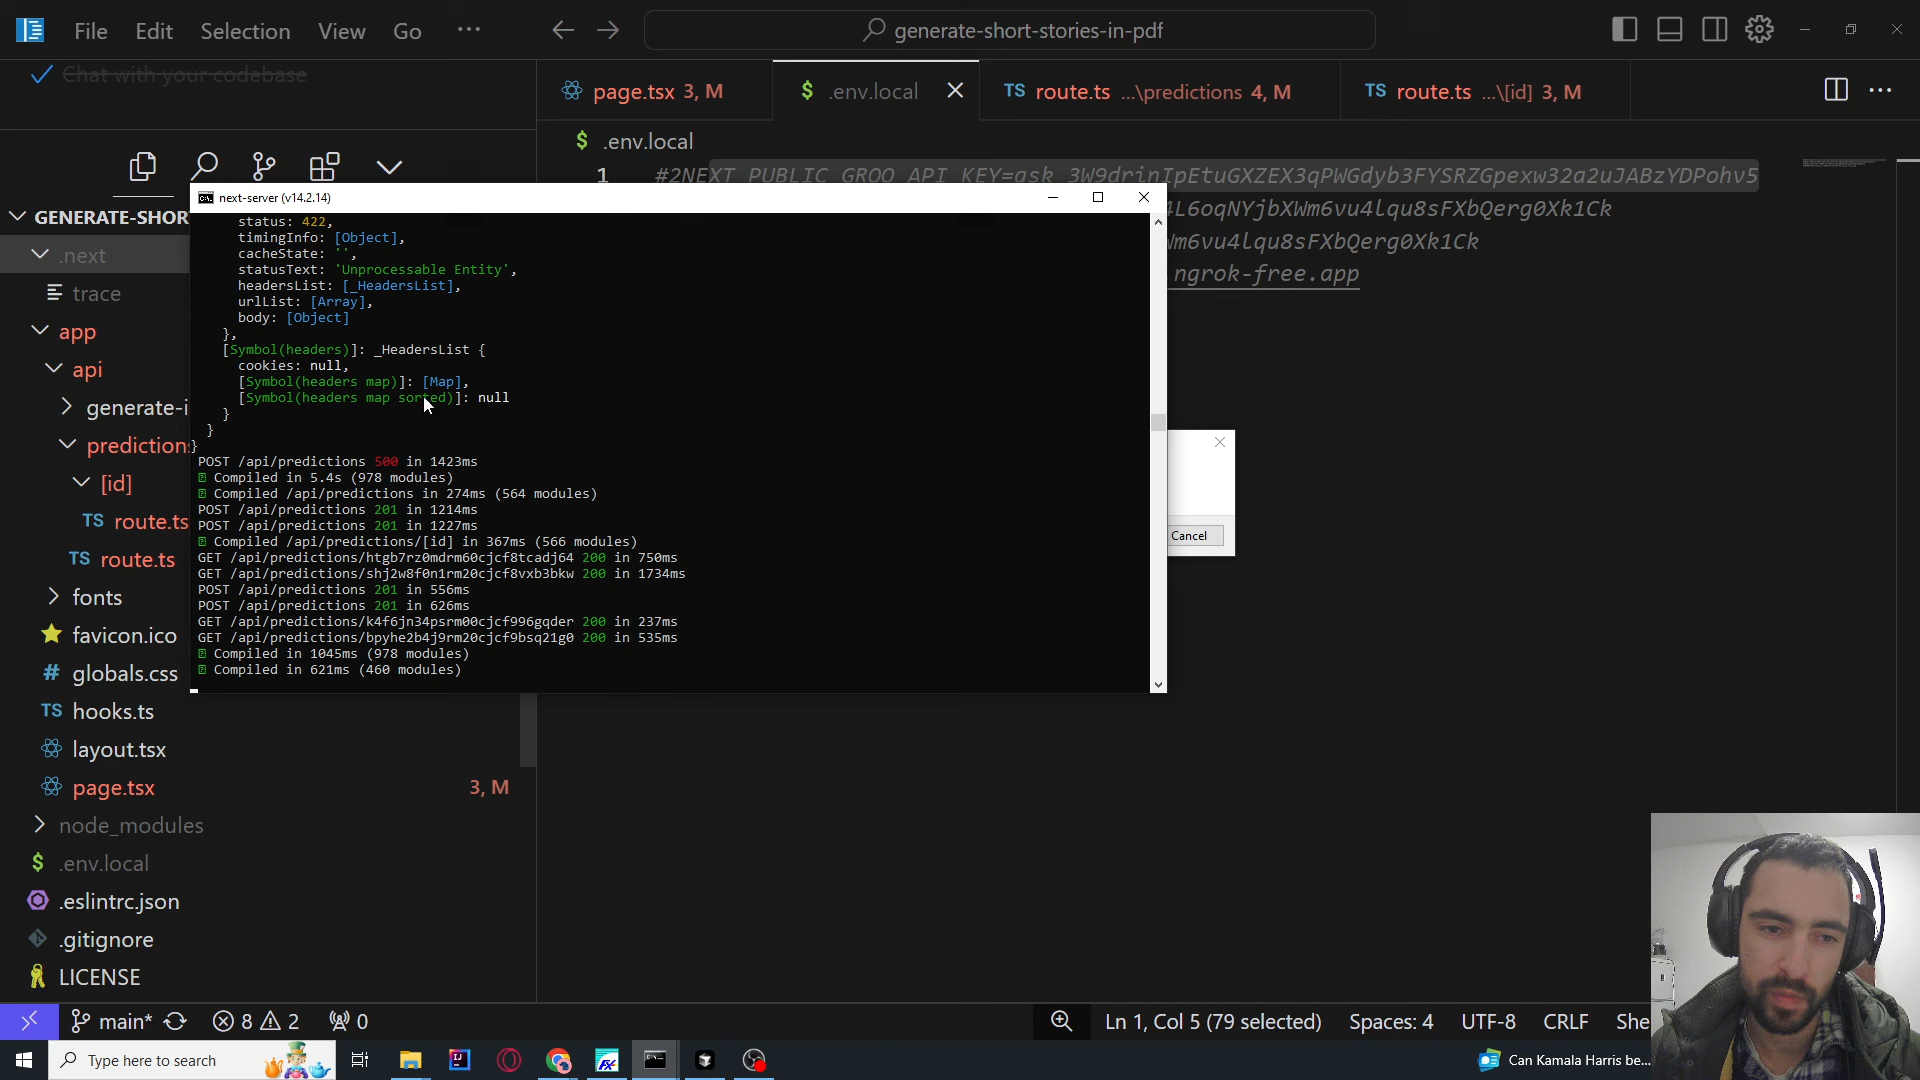 File Edit Selection View Go ···
generate-short-stories-in-pdf
Chat with your codebase
page.tsx 3, M
$ .env.local
TS route.ts ...\predictions 4, M
TS route.ts ...\[id] 3, M
$ .env.local
1
GENERATE-SHOR
.next
trace
app
api
generate-i
predictions
[id]
TS route.ts
TS route.ts
fonts
favicon.ico
# globals.css
TS hooks.ts
layout.tsx
page.tsx 3, M
node_modules
$ .env.local
.eslintrc.json
.gitignore
LICENSE
ngrok-free.app
next-server (v14.2.14)
status: 422,
timingInfo: [Object],
cacheState: '',
statusText: 'Unprocessable Entity',
headersList: [_HeadersList],
urlList: [Array],
body: [Object]
},
[Symbol(headers)]: _HeadersList {
cookies: null,
[Symbol(headers map)]: [Map],
[Symbol(headers map sorted)]: null
}
}
}
POST /api/predictions 500 in 1423ms
Compiled in 5.4s (978 modules)
Compiled /api/predictions in 274ms (564 modules)
POST /api/predictions 201 in 1214ms
POST /api/predictions 201 in 1227ms
Compiled /api/predictions/[id] in 367ms (566 modules)
GET /api/predictions/htgb7rz0mdrm60cjcf8tcadj64 200 in 750ms
GET /api/predictions/shj2w8f0n1rm20cjcf8vxb3bkw 200 in 1734ms
POST /api/predictions 201 in 556ms
POST /api/predictions 201 in 626ms
GET /api/predictions/k4f6jn34psrm00cjcf996gqder 200 in 237ms
GET /api/predictions/bpyhe2b4j9rm20cjcf9bsq21g0 200 in 535ms
Compiled in 1045ms (978 modules)
Compiled in 621ms (460 modules)
Cancel
main* 8 2 0
Ln 1, Col 5 (79 selected) Spaces: 4 UTF-8 CRLF She
Type here to search
Can Kamala Harris be...